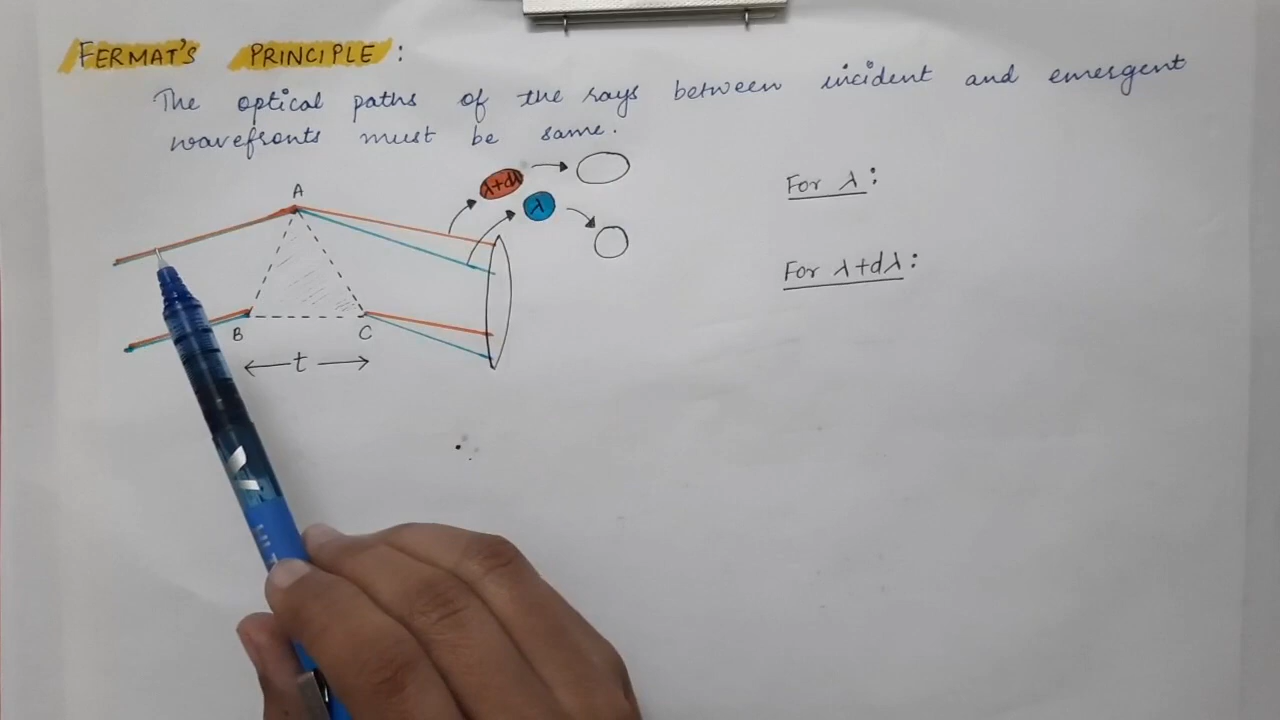 FERMAT'S PRINCIPLE :
The optical paths of the rays between incident and emergent
wavefronts must be same.
λ+dλ
λ
For λ :
A
For λ+dλ :
B
C
t